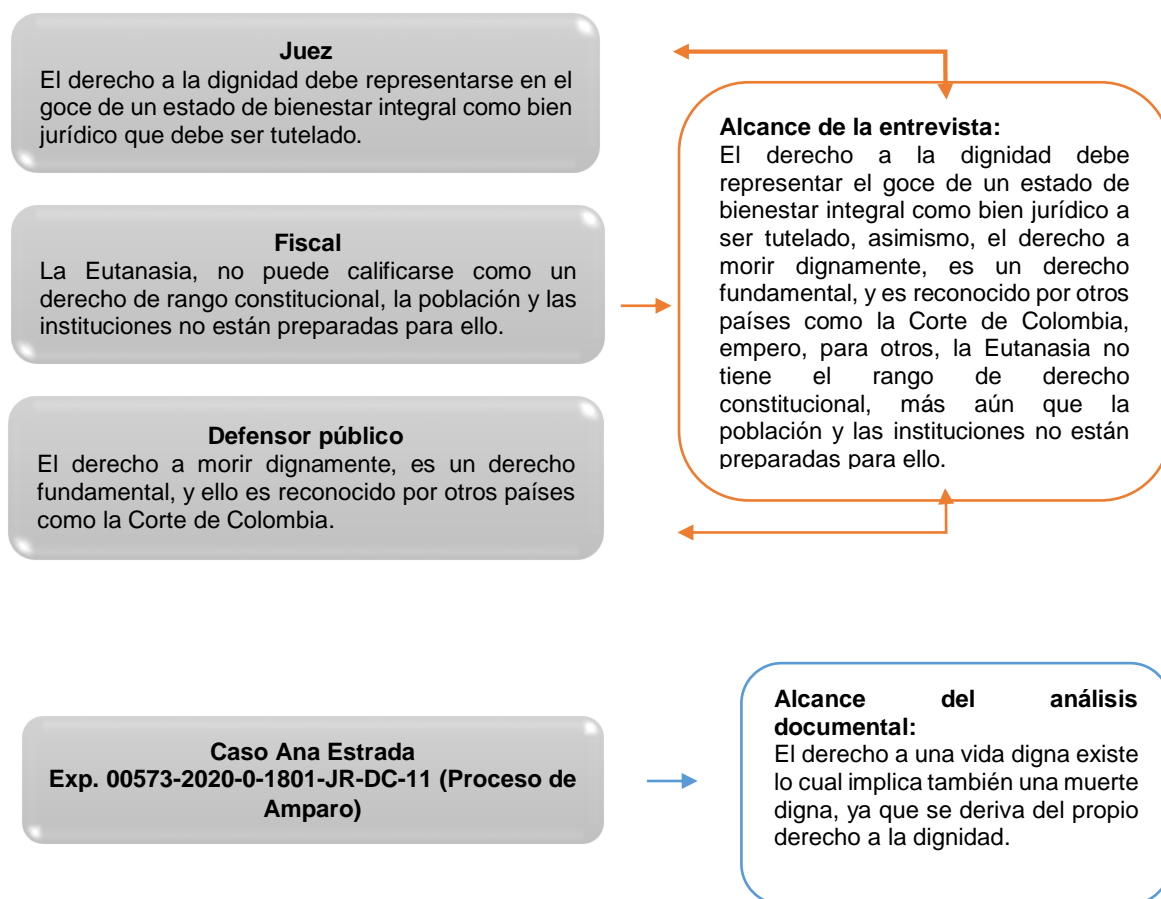 Juez
El derecho a la dignidad debe representarse en el
goce de un estado de bienestar integral como bien
jurídico que debe ser tutelado.
Fiscal
La Eutanasia, no puede calificarse como un
derecho de rango constitucional, la población y las
instituciones no están preparadas para ello.
Defensor público
El derecho a morir dignamente, es un derecho
fundamental, y ello es reconocido por otros países
como la Corte de Colombia.
Alcance de la entrevista:
El derecho a la dignidad debe
representar el goce de un estado de
bienestar integral como bien jurídico a
ser tutelado, asimismo, el derecho a
morir dignamente, es un derecho
fundamental, y es reconocido por otros
países como la Corte de Colombia,
empero, para otros, la Eutanasia no
tiene el rango de derecho
constitucional, más aún que la
población y las instituciones no están
preparadas para ello.
Caso Ana Estrada
Exp. 00573-2020-0-1801-JR-DC-11 (Proceso de
Amparo)
Alcance del análisis
documental:
El derecho a una vida digna existe
lo cual implica también una muerte
digna, ya que se deriva del propio
derecho a la dignidad.